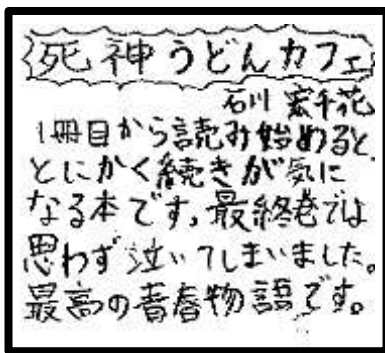 死神うどんカフェ
石川 宏千花
1冊目から読み始めると、
とにかく続きが気に
なる本です。最終巻では
思わず泣いてしまいました。
最高の青春物語です。